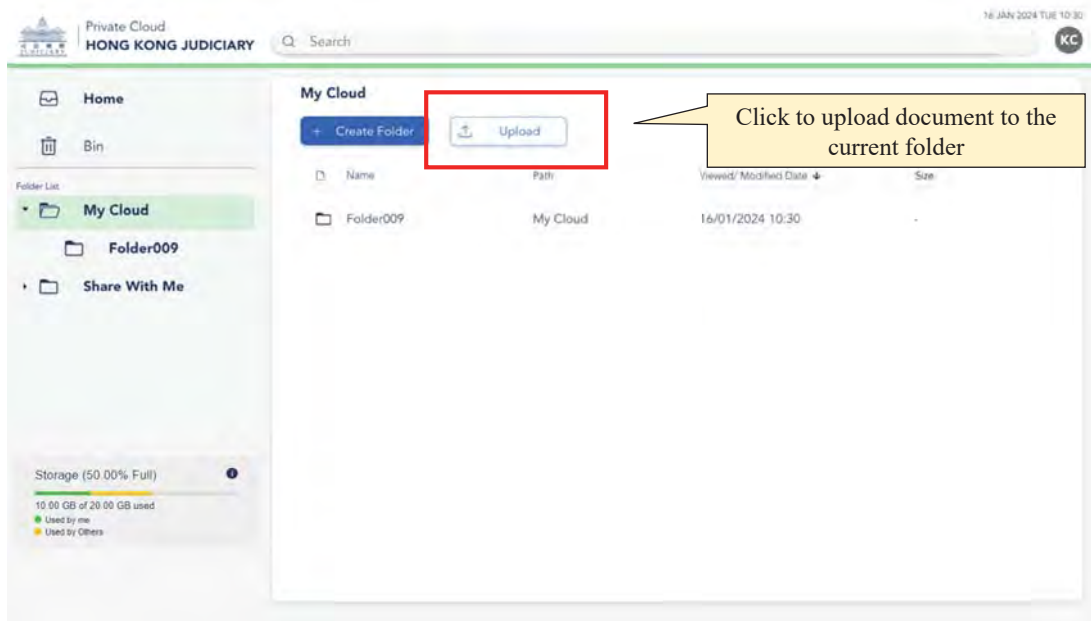 16 JAN 2024 TUE 10:30
Private Cloud
HONG KONG JUDICIARY
Search
KC
Home
Bin
Folder List
My Cloud
Folder009
Share With Me
Storage (50.00% Full)
10.00 GB of 20.00 GB used
Used by me
Used by Others
My Cloud
+ Create Folder
Upload
Click to upload document to the
current folder
Name Path Viewed/ Modified Date Size
Folder009 My Cloud 16/01/2024 10:30 -